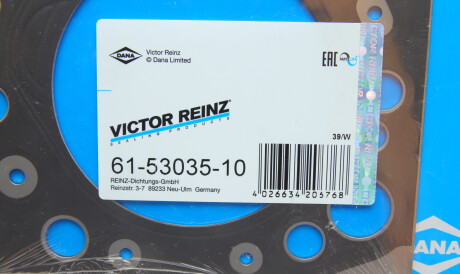 DANA
Victor Reinz
© Dana Limited
EAC
VICTOR REINZ
SEALING PRODUCTS
39/W
61-53035-10
REINZ-Dichtungs-GmbH
Reinzstr. 3-7 89233 Neu-Ulm Germany
4 026634 205768
DANA